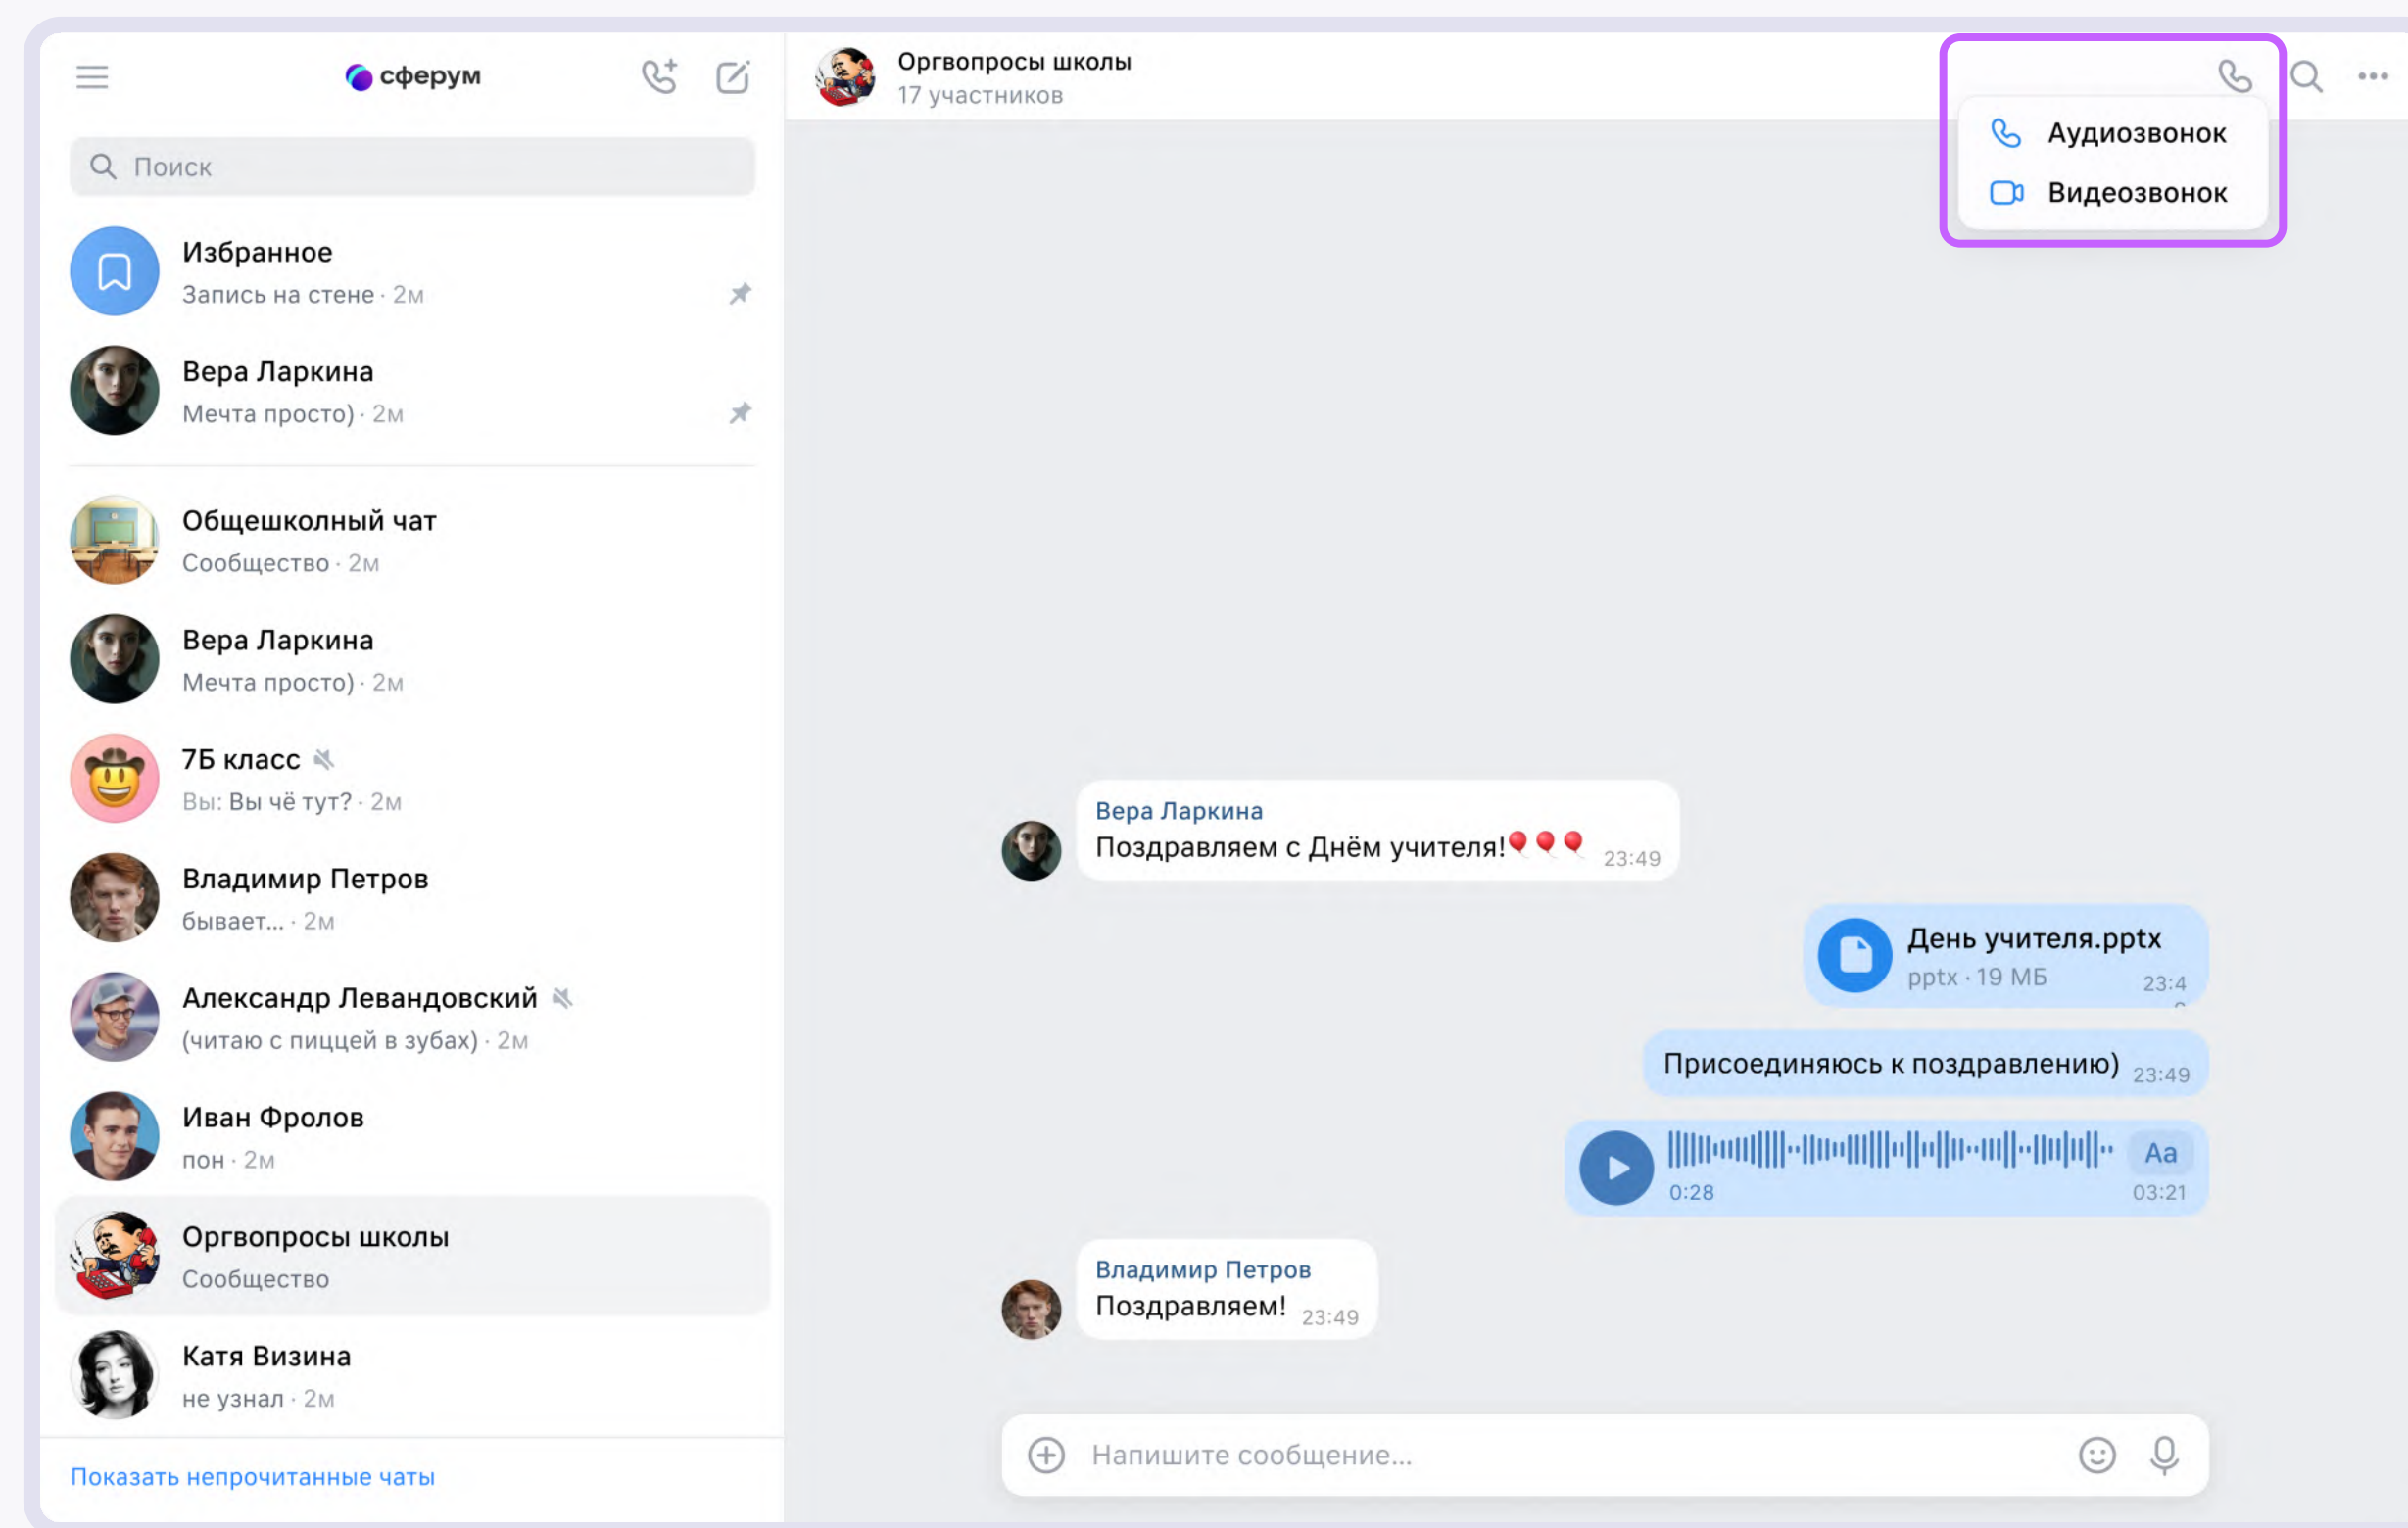 сферум
Поиск
Избранное
Запись на стене · 2м
Вера Ларкина
Мечта просто) · 2м
Общешколный чат
Сообщество · 2м
Вера Ларкина
Мечта просто) · 2м
7Б класс
Вы: Вы чё тут? · 2м
Владимир Петров
бывает... · 2м
Александр Левандовский
(читаю с пиццей в зубах) · 2м
Иван Фролов
пон · 2м
Оргвопросы школы
Сообщество
Катя Визина
не узнал · 2м
Показать непрочитанные чаты
Оргвопросы школы
17 участников
Аудиозвонок
Видеозвонок
Вера Ларкина
Поздравляем с Днём учителя!🎈🎈🎈 23:49
День учителя.pptx
pptx · 19 МБ 23:4
Присоединяюсь к поздравлению) 23:49
Aa
0:28 03:21
Владимир Петров
Поздравляем! 23:49
Напишите сообщение...